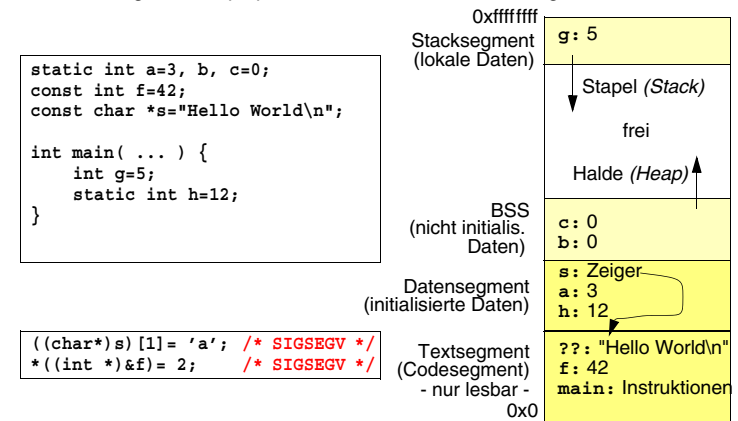 static int a=3, b, c=0;
const int f=42;
const char *s="Hello World\n";
int main( ... ) {
int g=5;
static int h=12;
}
((char*)s)[1]= ’a’; /* SIGSEGV */
*((int *)&f)= 2; /* SIGSEGV */
0xffffffff
Stacksegment
(lokale Daten)
g: 5
Stapel (Stack)
frei
Halde (Heap)
BSS
(nicht initialis.
Daten)
c: 0
b: 0
Datensegment
(initialisierte Daten)
s: Zeiger
a: 3
h: 12
Textsegment
(Codesegment)
- nur lesbar -
0x0
??: "Hello World\n"
f: 42
main: Instruktionen